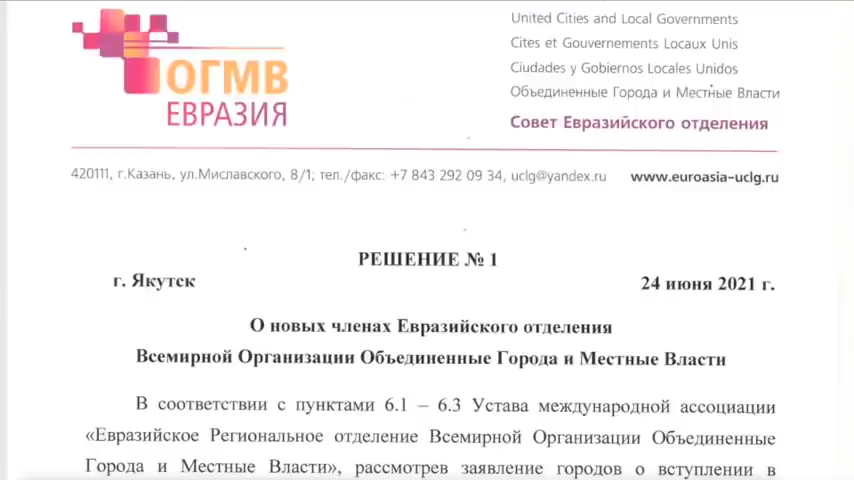 United Cities and Local Governments
Cites et Gouvernements Locaux Unis
Ciudades y Gobiernos Locales Unidos
Объединенные Города и Местные Власти
Совет Евразийского отделения
ОГМВ
ЕВРАЗИЯ
420111, г.Казань, ул.Миславского, 8/1; тел./факс: +7 843 292 09 34, uclg@yandex.ru www.euroasia-uclg.ru
РЕШЕНИЕ № 1
г. Якутск 24 июня 2021 г.
О новых членах Евразийского отделения
Всемирной Организации Объединенные Города и Местные Власти
В соответствии с пунктами 6.1 – 6.3 Устава международной ассоциации
«Евразийское Региональное отделение Всемирной Организации Объединенные
Города и Местные Власти», рассмотрев заявление городов о вступлении в